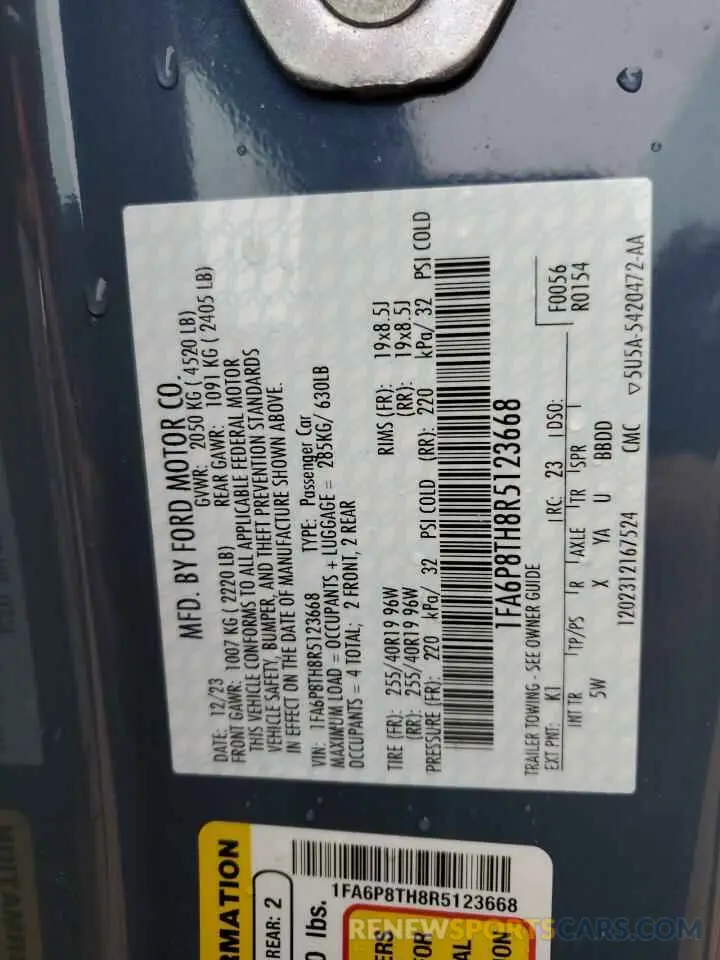 MFD. BY FORD MOTOR CO.
DATE: 12/23 GVWR: 2050 KG ( 4520 LB)
FRONT GAWR: 1007 KG ( 2220 LB) REAR GAWR: 1091 KG ( 2405 LB)
THIS VEHICLE CONFORMS TO ALL APPLICABLE FEDERAL MOTOR
VEHICLE SAFETY, BUMPER, AND THEFT PREVENTION STANDARDS
IN EFFECT ON THE DATE OF MANUFACTURE SHOWN ABOVE.
VIN: 1FA6P8TH8R5123668 TYPE: Passenger Car
MAXIMUM LOAD = OCCUPANTS + LUGGAGE = 285KG/ 630LB
OCCUPANTS = 4 TOTAL; 2 FRONT, 2 REAR
TIRE (FR): 255/40R19 96W RIMS (FR): 19x8.5J
(RR): 255/40R19 96W (RR): 19x8.5J
PRESSURE (FR): 220 kPa/ 32 PSI COLD (RR): 220 kPa/ 32 PSI COLD
1FA6P8TH8R5123668
TRAILER TOWING - SEE OWNER GUIDE
EXT PNT: K1 RC: 23 DSO: F0056
R0154
INT TR TP/PS R AXLE TR SPR
5W X YA U BBDD
1202312167524 CMC ▽5U5A-5420472-AA
RMATION
REAR: 2
1FA6P8TH8R5123668
0 lbs.
RENEWSPORTSCARS.COM